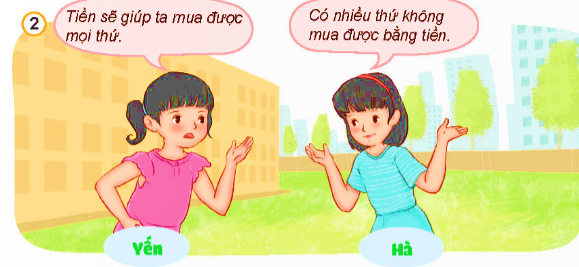 2
Tiền sẽ giúp ta mua được
mọi thứ.
Có nhiều thứ không
mua được bằng tiền.
Yến
Hà